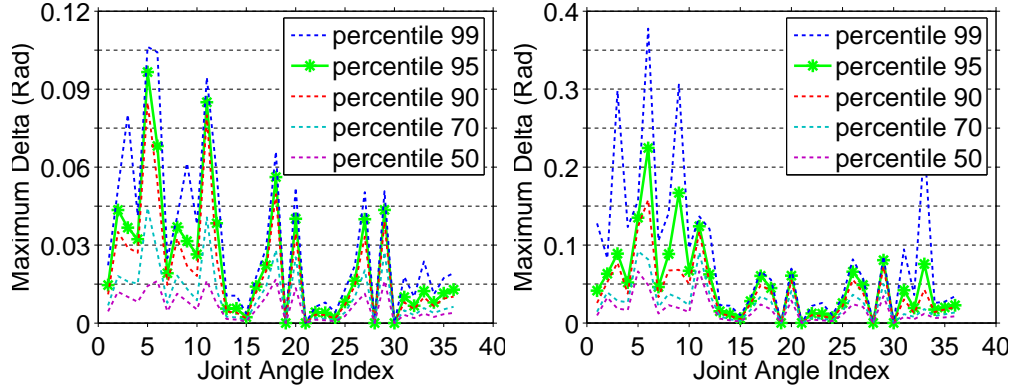 0.12
0.09
0.06
0.03
0
Maximum Delta (Rad)
0 5 10 15 20 25 30 35 40
Joint Angle Index
percentile 99
percentile 95
percentile 90
percentile 70
percentile 50
0.4
0.3
0.2
0.1
0
Maximum Delta (Rad)
0 5 10 15 20 25 30 35 40
Joint Angle Index
percentile 99
percentile 95
percentile 90
percentile 70
percentile 50